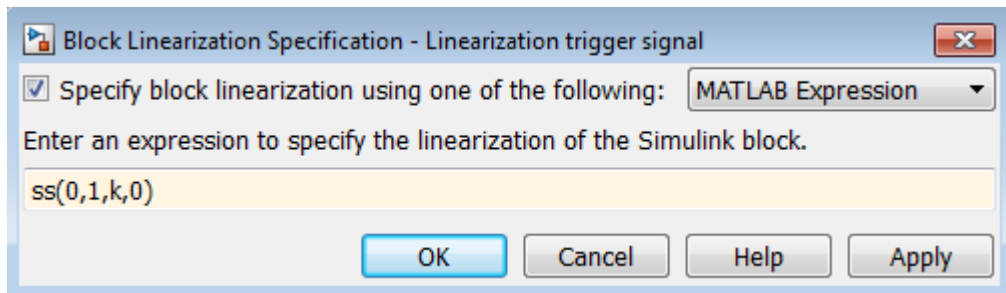 Block Linearization Specification - Linearization trigger signal
Specify block linearization using one of the following: MATLAB Expression
Enter an expression to specify the linearization of the Simulink block.
ss(0,1,k,0)
OK Cancel Help Apply